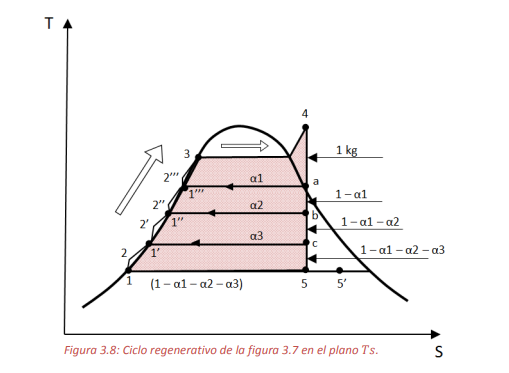 T
4
3
1 kg
2'''
α1
a
1'''
1 – α1
2''
α2
b
1''
1 – α1 – α2
2'
α3
c
2
1'
1 – α1 – α2 – α3
1
(1 – α1 – α2 – α3)
5
5'
Figura 3.8: Ciclo regenerativo de la figura 3.7 en el plano Ts.
S